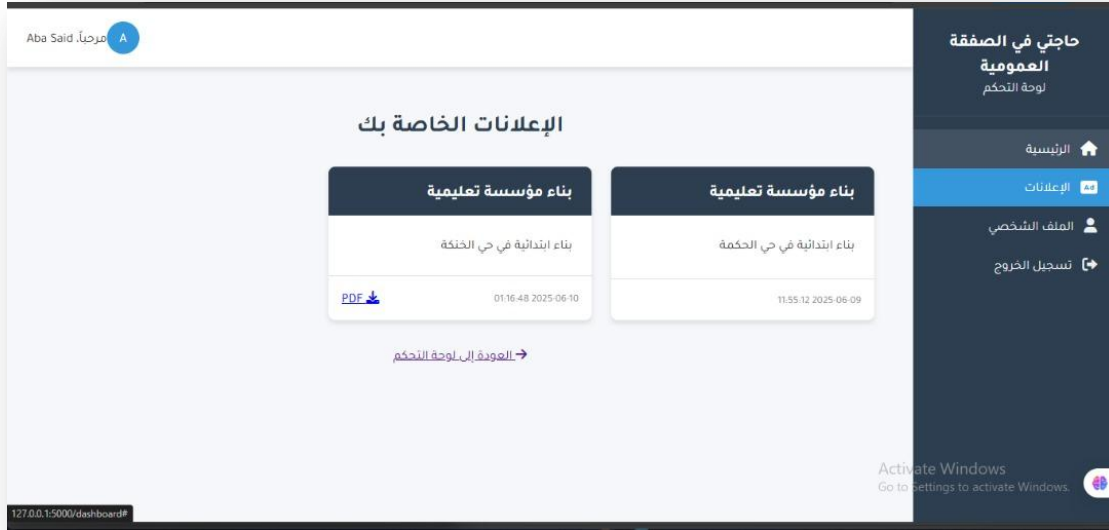 حاجتي في الصفقة
العمومية
لوحة التحكم
الرئيسية
Ad الإعلانات
الملف الشخصي
تسجيل الخروج
A مرحباً، Aba Said
الإعلانات الخاصة بك
بناء مؤسسة تعليمية
بناء ابتدائية في حي الحكمة
2025-06-09 11:55:12
بناء مؤسسة تعليمية
بناء ابتدائية في حي الخنكة
2025-06-10 01:16:48
PDF
العودة إلى لوحة التحكم
Activate Windows
Go to Settings to activate Windows.
127.0.0.1:5000/dashboard#